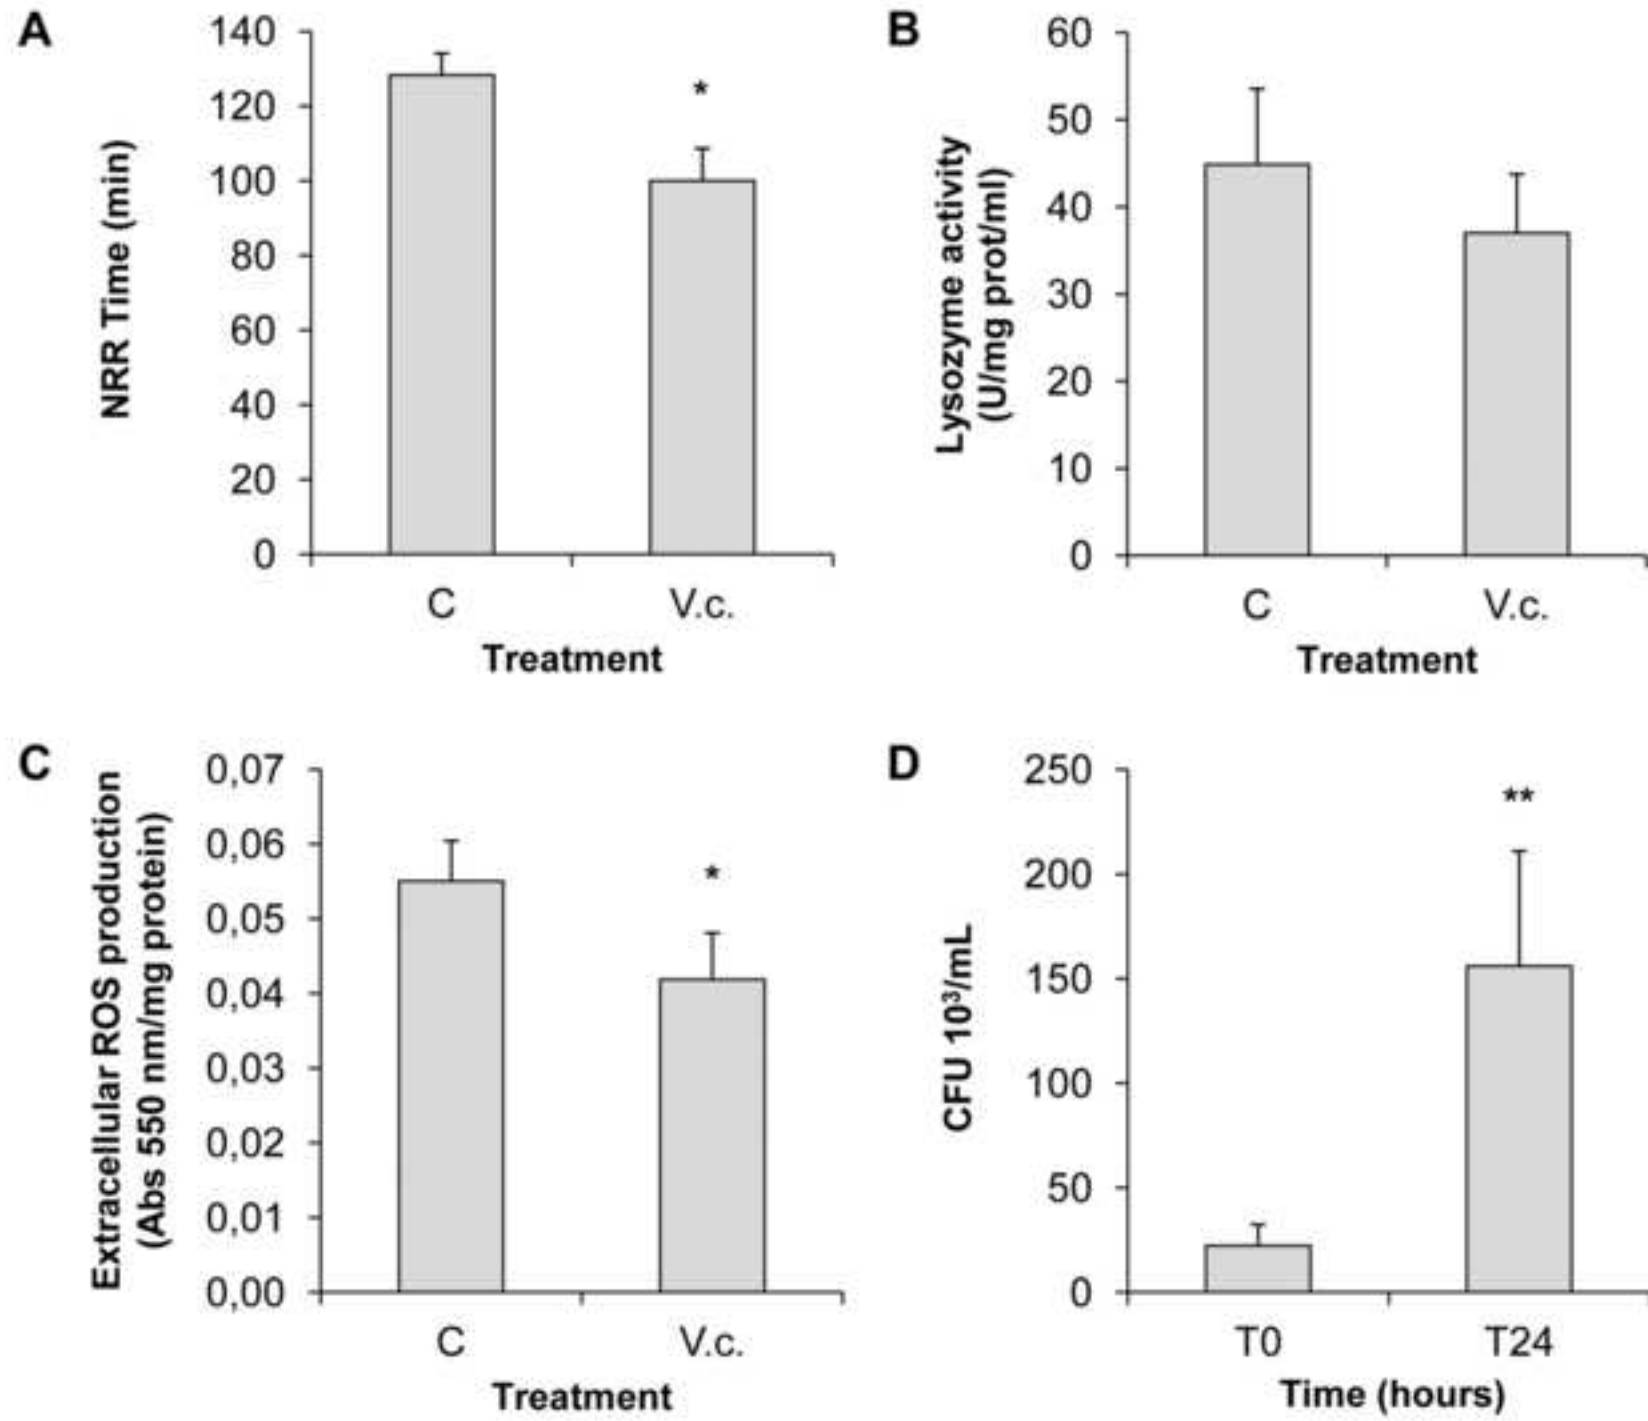 A
NRR Time (min)
140
120
100
80
60
40
20
0
*
C
V.c.
Treatment
B
Lysozyme activity
(U/mg prot/ml)
60
50
40
30
20
10
0
C
V.c.
Treatment
C
Extracellular ROS production
(Abs 550 nm/mg protein)
0,07
0,06
0,05
0,04
0,03
0,02
0,01
0,00
*
C
V.c.
Treatment
D
CFU 10³/mL
250
200
150
100
50
0
**
T0
T24
Time (hours)